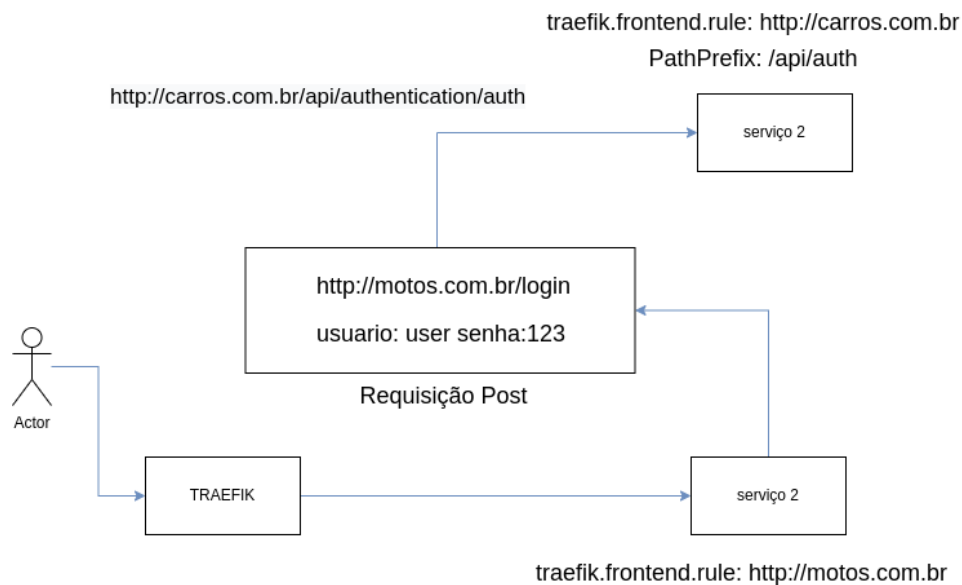 traefik.frontend.rule: http://carros.com.br
PathPrefix: /api/auth
http://carros.com.br/api/authentication/auth
serviço 2
http://motos.com.br/login
usuario: user senha:123
Requisição Post
Actor
TRAEFIK
serviço 2
traefik.frontend.rule: http://motos.com.br